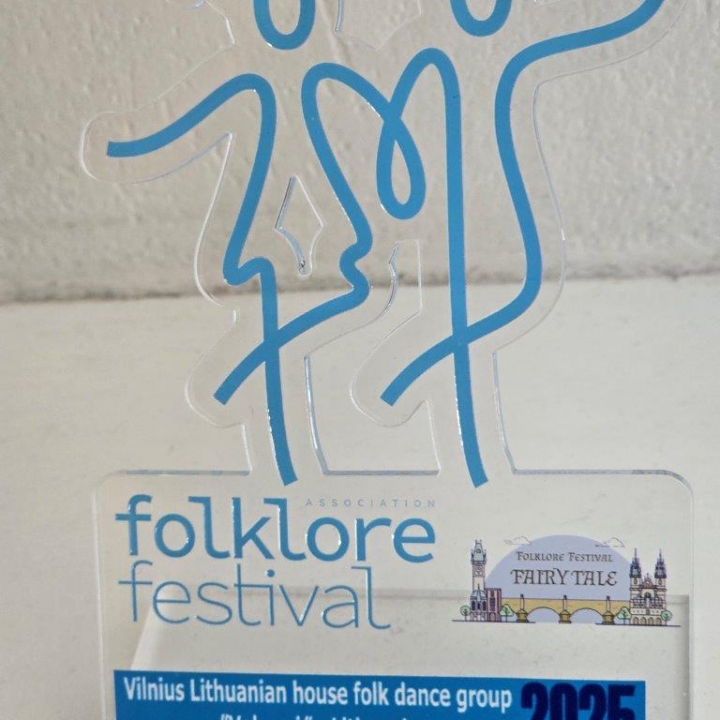 ASSOCIATION
folklore
festival
FOLKLORE FESTIVAL
FAIRY TALE
Vilnius Lithuanian house folk dance group
2025